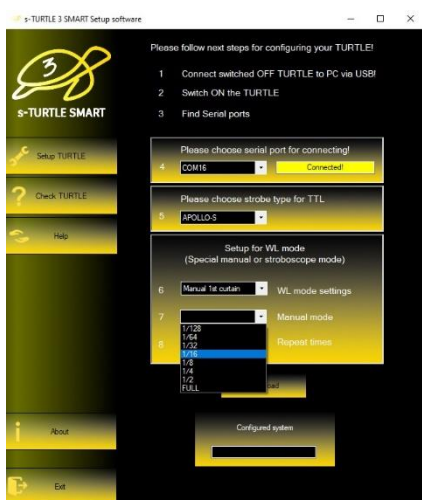 s-TURTLE 3 SMART Setup software
Please follow next steps for configuring your TURTLE!
1 Connect switched OFF TURTLE to PC via USB!
2 Switch ON the TURTLE
3 Find Serial ports
3
s-TURTLE SMART
Setup TURTLE
Check TURTLE
Help
Please choose serial port for connecting!
4 COM16 Connected!
Please choose strobe type for TTL
5 APOLLO-S
Setup for WL mode
(Special manual or stroboscope mode)
6 Manual 1st curtain WL mode settings
7 Manual mode
1/128
1/64
1/32
1/16
1/8
1/4
1/2
FULL
8 Repeat times
Configured system
About
Exit